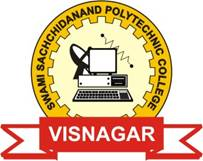 SWAMI SACHCHIDANAND POLYTECHNIC COLLEGE
VISNAGAR